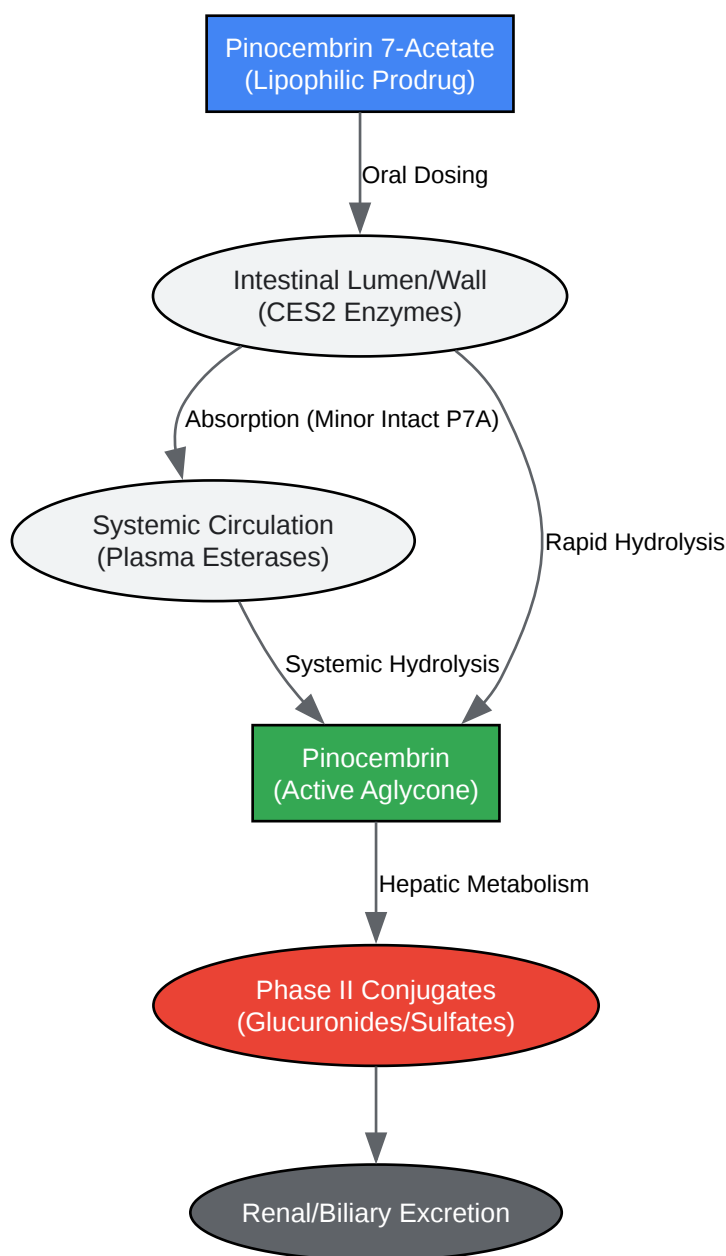 Pinocembrin 7-Acetate
(Lipophilic Prodrug)
Oral Dosing
Intestinal Lumen/Wall
(CES2 Enzymes)
Absorption (Minor Intact P7A)
Systemic Circulation
(Plasma Esterases)
Rapid Hydrolysis
Systemic Hydrolysis
Pinocembrin
(Active Aglycone)
Hepatic Metabolism
Phase II Conjugates
(Glucuronides/Sulfates)
Renal/Biliary Excretion